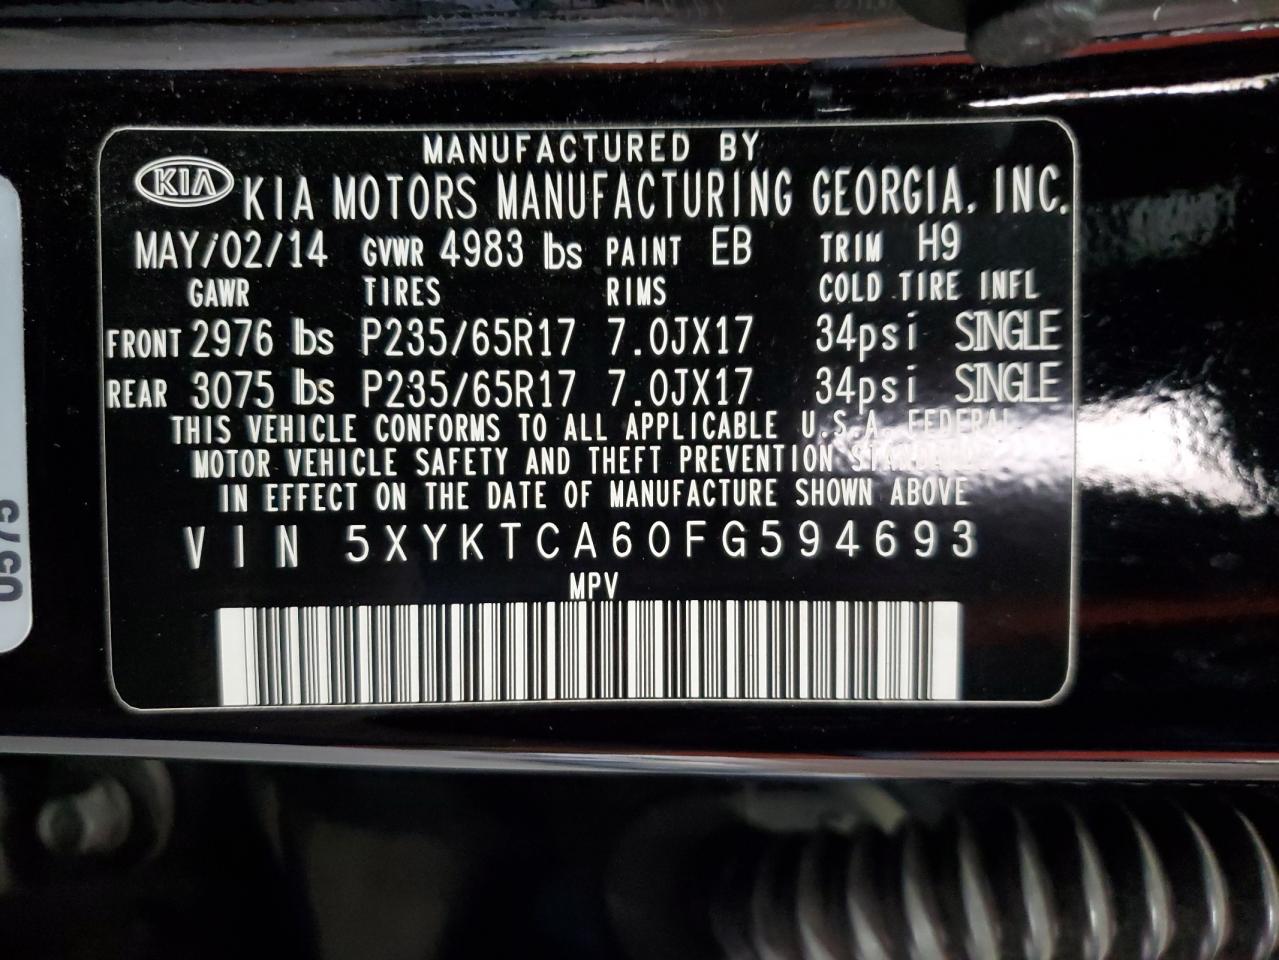 MANUFACTURED BY
KIA KIA MOTORS MANUFACTURING GEORGIA, INC.
MAY/02/14 GVWR 4983 lbs PAINT EB TRIM H9
GAWR TIRES RIMS COLD TIRE INFL
FRONT 2976 lbs P235/65R17 7.0JX17 34psi SINGLE
REAR 3075 lbs P235/65R17 7.0JX17 34psi SINGLE
THIS VEHICLE CONFORMS TO ALL APPLICABLE U.S.A. FEDERAL
MOTOR VEHICLE SAFETY AND THEFT PREVENTION STANDARDS
IN EFFECT ON THE DATE OF MANUFACTURE SHOWN ABOVE
VIN 5XYKTCA60FG594693
MPV
0575